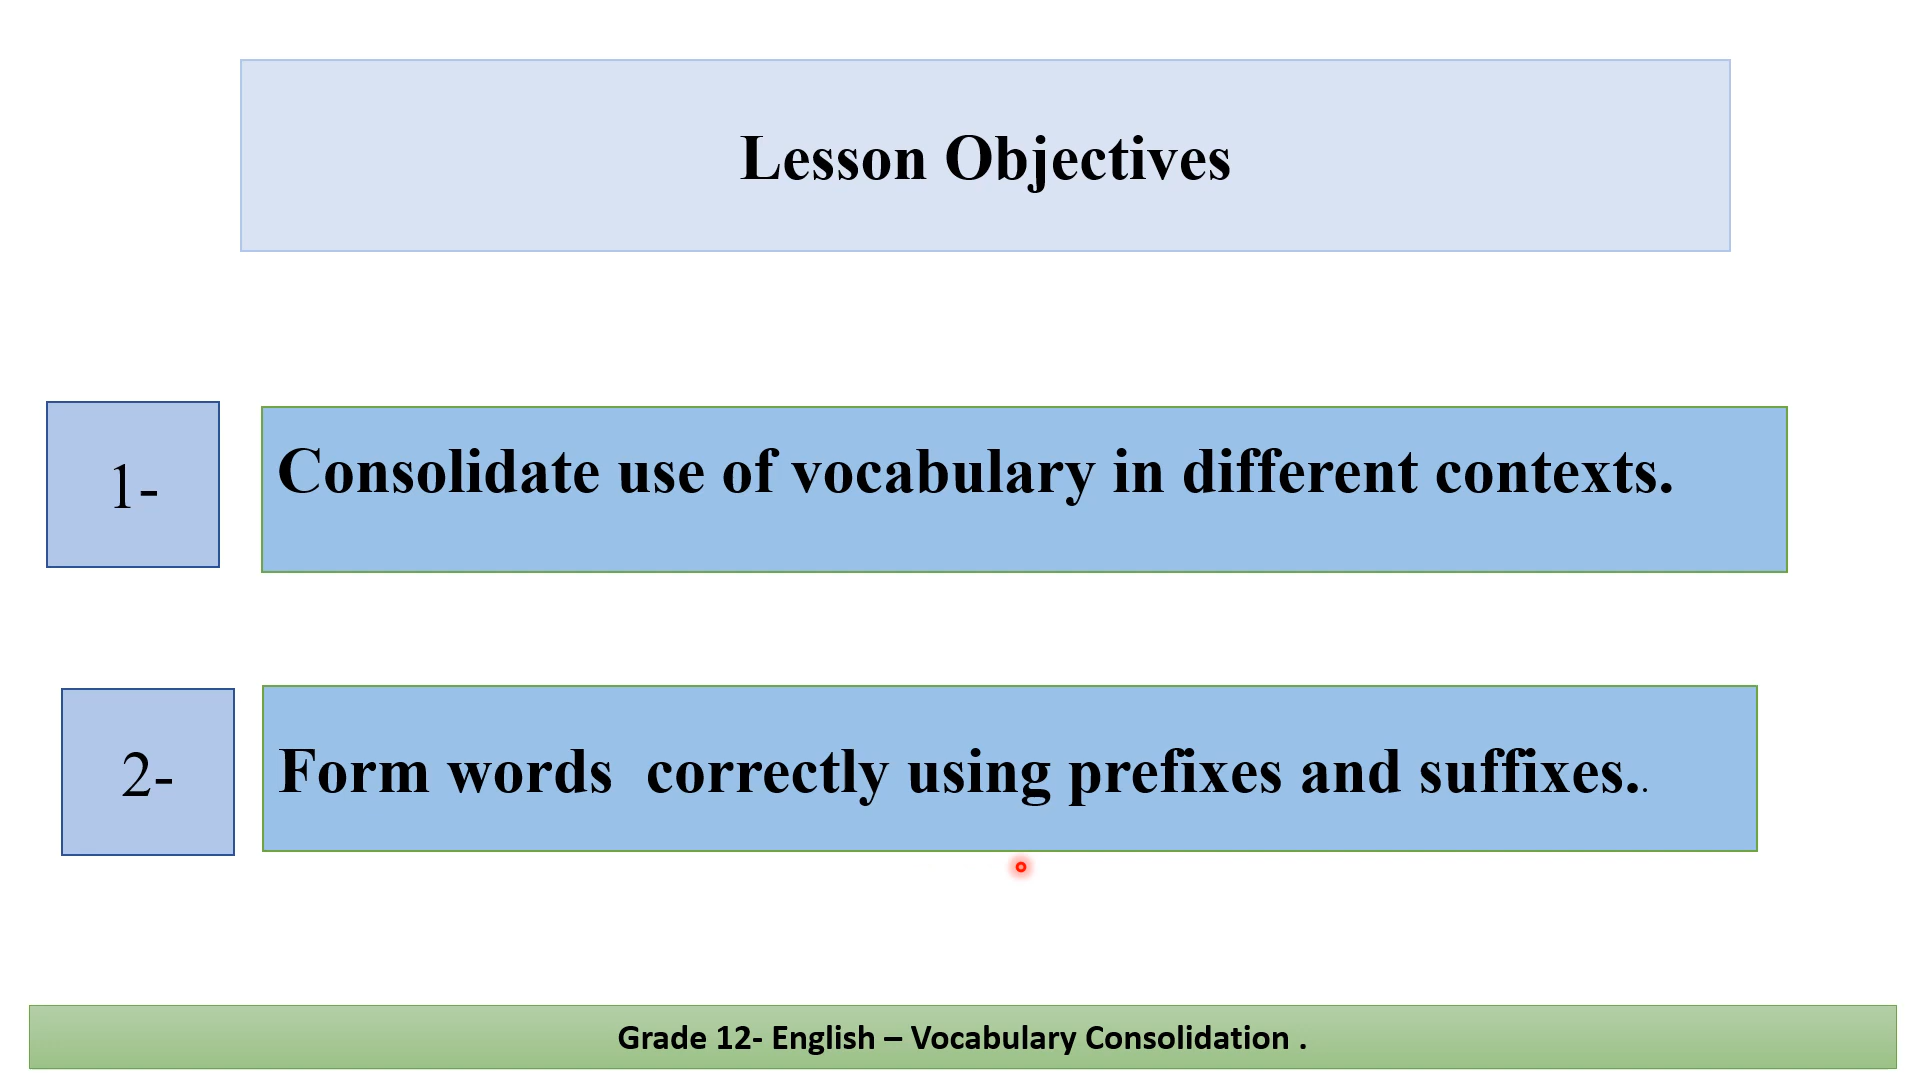 Lesson Objectives
1-
Consolidate use of vocabulary in different contexts.
2-
Form words  correctly using prefixes and suffixes..
Grade 12- English – Vocabulary Consolidation .